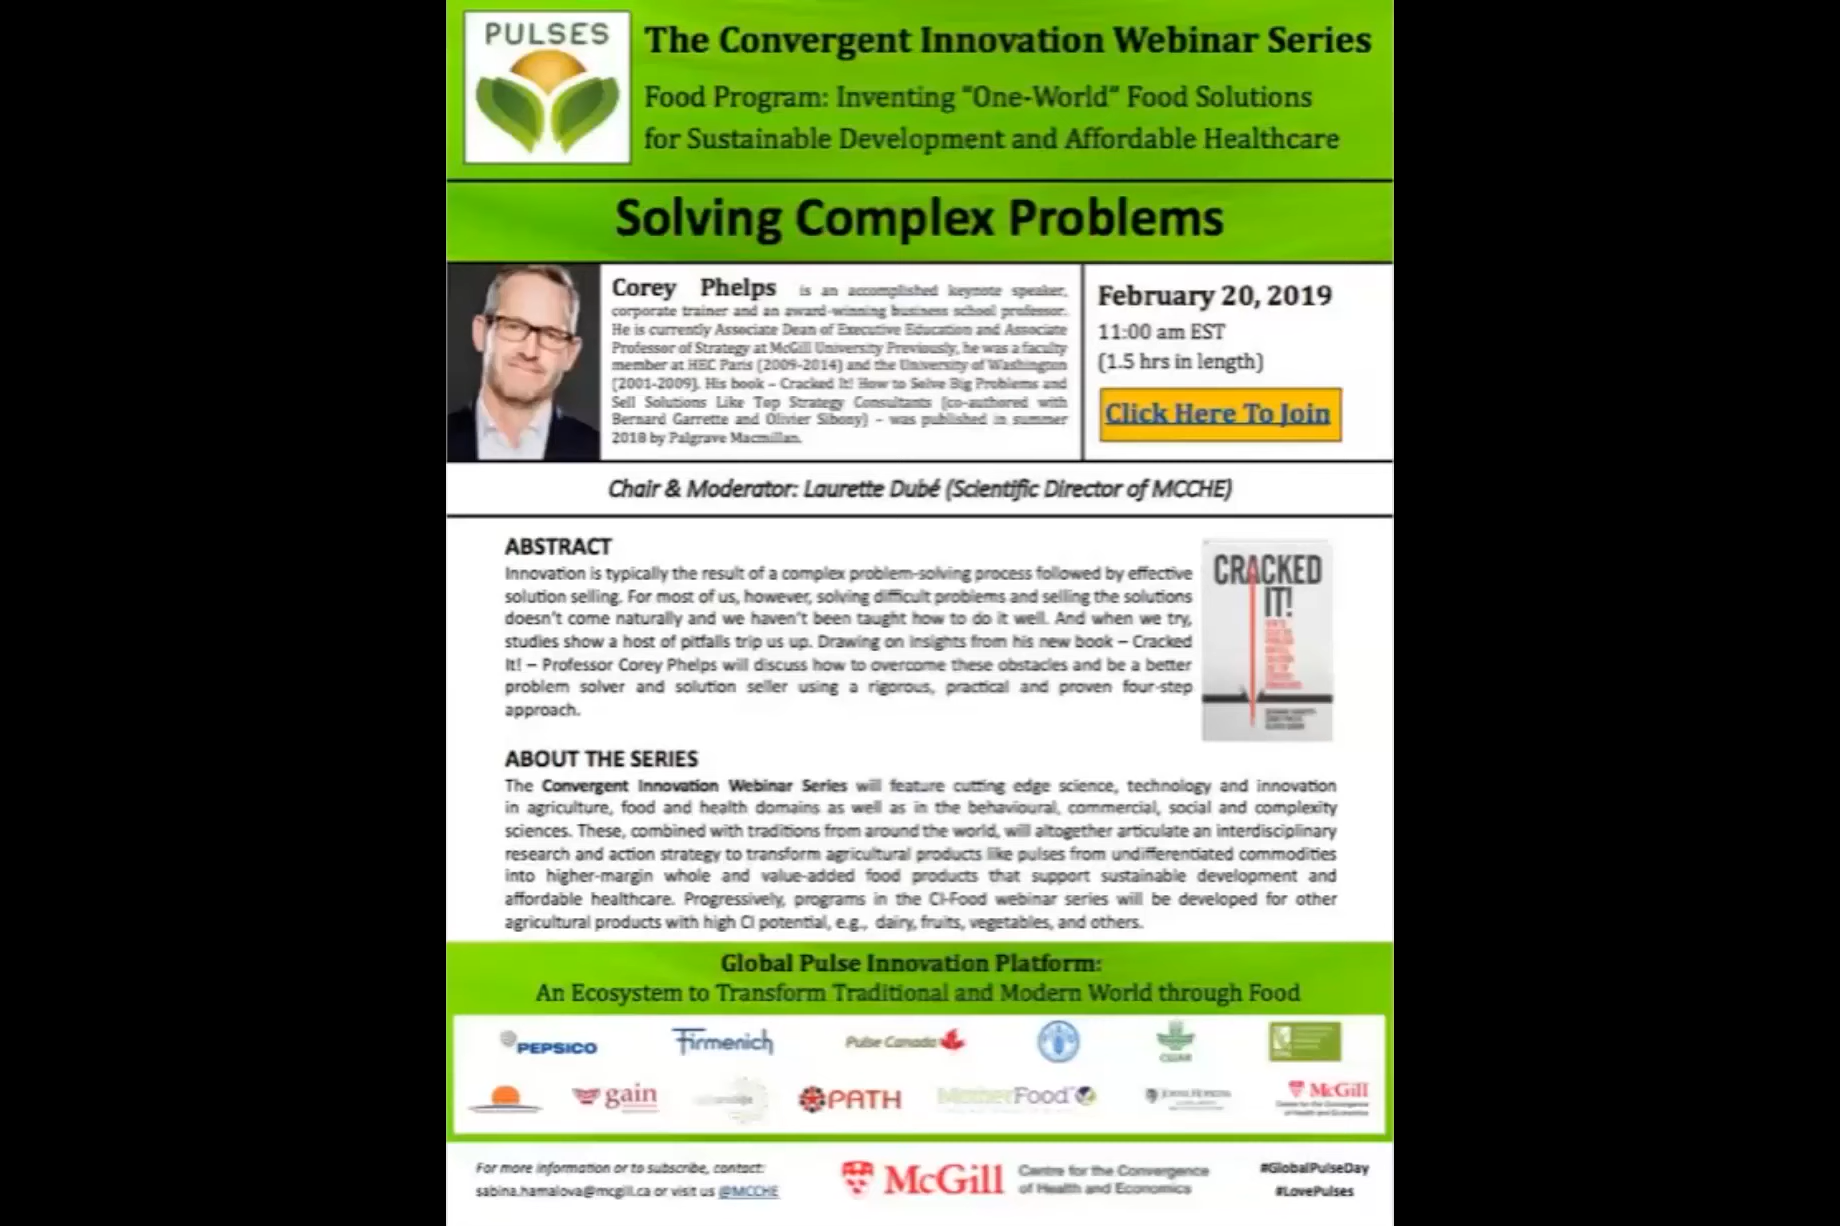 PULSES
The Convergent Innovation Webinar Series
Food Program: Inventing "One-World" Food Solutions
for Sustainable Development and Affordable Healthcare
Solving Complex Problems
Corey Phelps is an accomplished keynote speaker,
corporate trainer and an award-winning business school professor.
He is currently Associate Dean of Executive Education and Associate
Professor of Strategy at McGill University Previously, he was a faculty
member at HEC Paris (2009-2014) and the University of Washington
(2001-2009). His book – Cracked It! How to Solve Big Problems and
Sell Solutions Like Top Strategy Consultants (co-authored with
Bernard Garrette and Olivier Sibony) – was published in summer
2018 by Palgrave Macmillan.
February 20, 2019
11:00 am EST
(1.5 hrs in length)
Click Here To Join
Chair & Moderator: Laurette Dubé (Scientific Director of MCCHE)
ABSTRACT
Innovation is typically the result of a complex problem-solving process followed by effective
solution selling. For most of us, however, solving difficult problems and selling the solutions
doesn't come naturally and we haven't been taught how to do it well. And when we try,
studies show a host of pitfalls trip us up. Drawing on insights from his new book – Cracked
It! – Professor Corey Phelps will discuss how to overcome these obstacles and be a better
problem solver and solution seller using a rigorous, practical and proven four-step
approach.
CRACKED
IT!
ABOUT THE SERIES
The Convergent Innovation Webinar Series will feature cutting edge science, technology and innovation
in agriculture, food and health domains as well as in the behavioural, commercial, social and complexity
sciences. These, combined with traditions from around the world, will altogether articulate an interdisciplinary
research and action strategy to transform agricultural products like pulses from undifferentiated commodities
into higher-margin whole and value-added food products that support sustainable development and
affordable healthcare. Progressively, programs in the CI-Food webinar series will be developed for other
agricultural products with high CI potential, e.g., dairy, fruits, vegetables, and others.
Global Pulse Innovation Platform:
An Ecosystem to Transform Traditional and Modern World through Food
PEPSICO
Firmenich
Pulse Canada
CGIAR
gain
PATH
MotherFood
JOHNS HOPKINS
McGill
Centre for the Convergence
of Health and Economics
For more information or to subscribe, contact:
sabina.hamalova@mcgill.ca or visit us @MCCHE
McGill
Centre for the Convergence
of Health and Economics
#GlobalPulseDay
#LovePulses